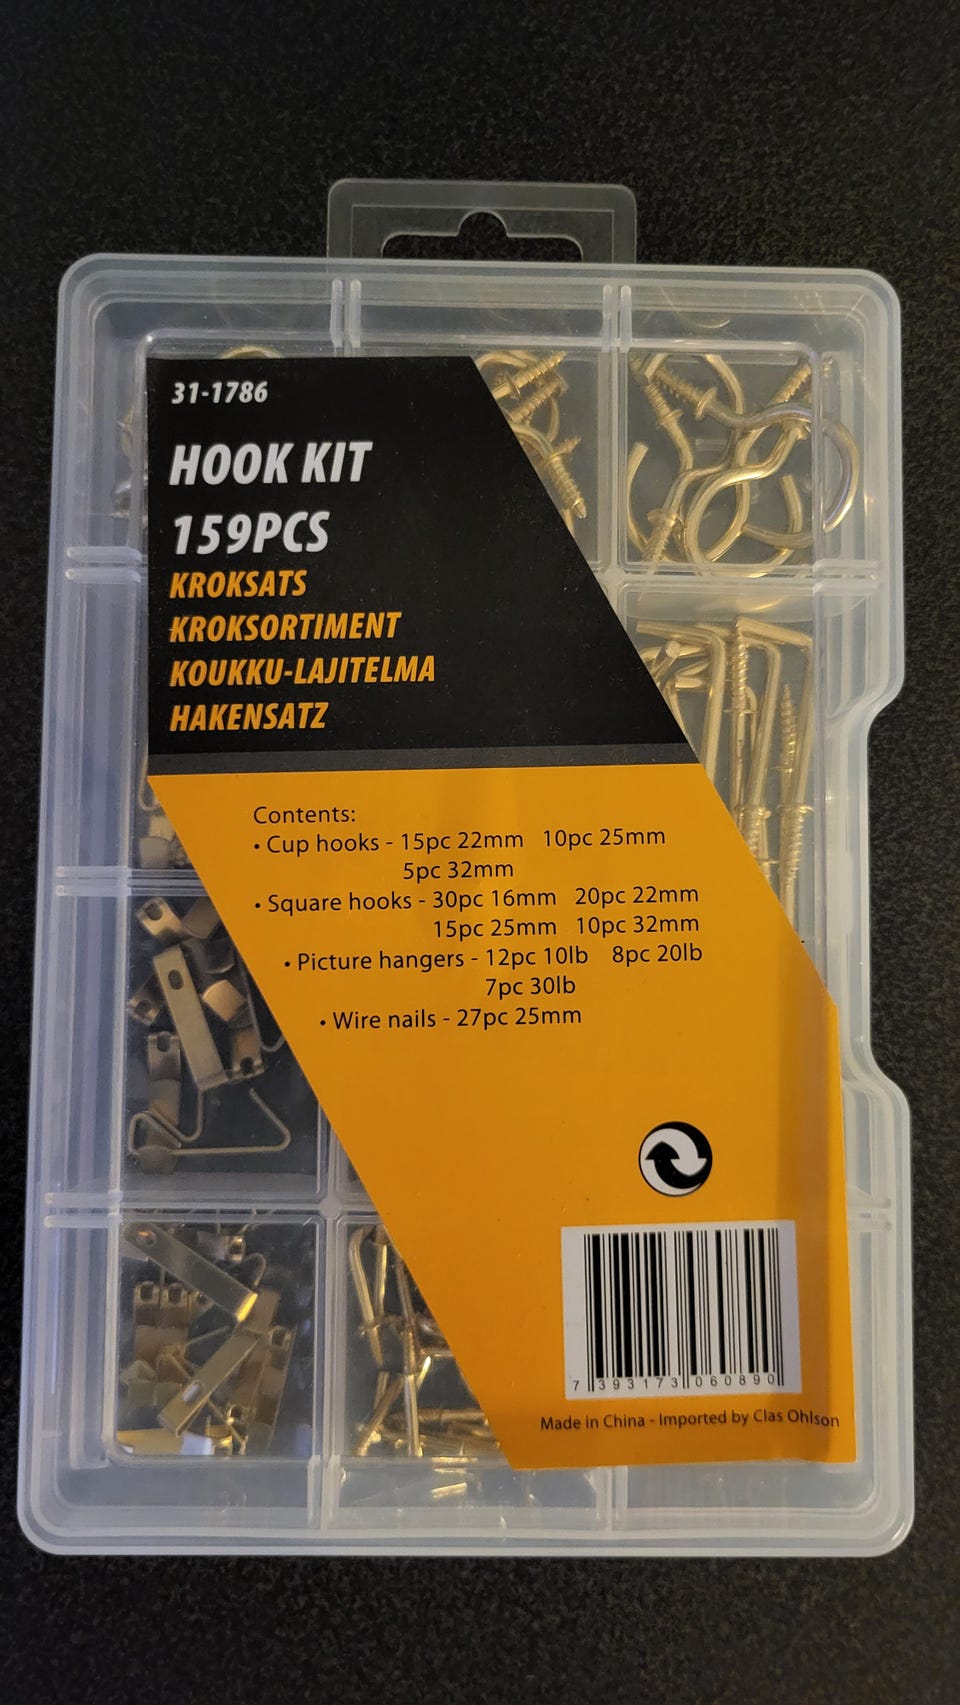 31-1786
HOOK KIT
159PCS
KROKSATS
KROKSORTIMENT
KOUKKU-LAJITELMA
HAKENSATZ
Contents:
• Cup hooks - 15pc 22mm 10pc 25mm
5pc 32mm
• Square hooks - 30pc 16mm 20pc 22mm
15pc 25mm 10pc 32mm
• Picture hangers - 12pc 10lb 8pc 20lb
7pc 30lb
• Wire nails - 27pc 25mm
7 393173 060890
Made in China - Imported by Clas Ohlson